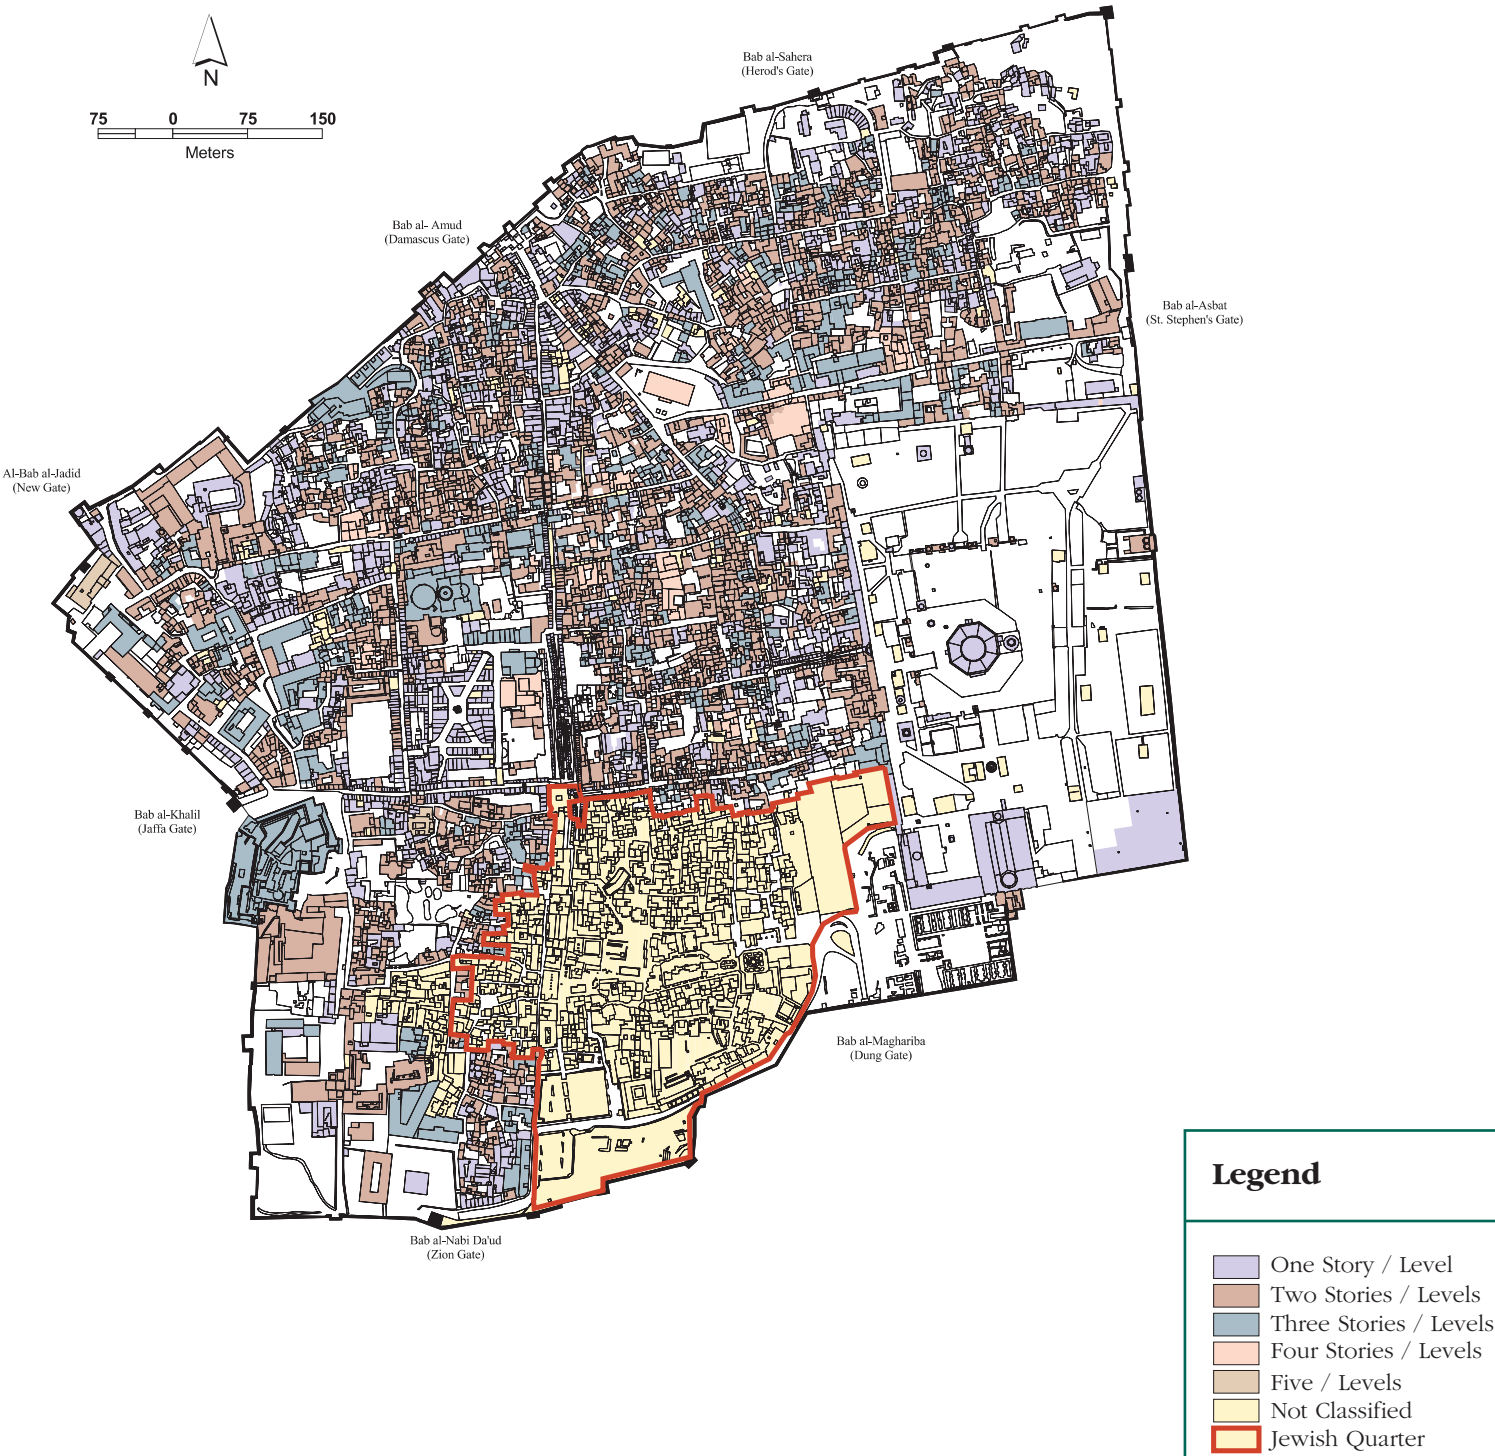 N
75 0 75 150
Meters
Bab al-Sahera
(Herod's Gate)
Bab al- Amud
(Damascus Gate)
Bab al-Asbat
(St. Stephen's Gate)
Al-Bab al-Jadid
(New Gate)
Bab al-Khalil
(Jaffa Gate)
Bab al-Maghariba
(Dung Gate)
Bab al-Nabi Da'ud
(Zion Gate)
Legend
One Story / Level
Two Stories / Levels
Three Stories / Levels
Four Stories / Levels
Five / Levels
Not Classified
Jewish Quarter